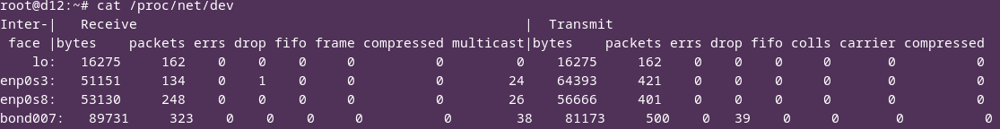 root@d12:~# cat /proc/net/dev
Inter-|   Receive                                                |  Transmit
 face |bytes    packets errs drop fifo frame compressed multicast|bytes    packets errs drop fifo colls carrier compressed
    lo:   16275     162    0    0    0     0          0         0    16275     162    0    0    0     0       0          0
enp0s3:   51151     134    0    1    0     0          0        24    64393     421    0    0    0     0       0          0
enp0s8:   53130     248    0    0    0     0          0        26    56666     401    0    0    0     0       0          0
bond007:   89731     323    0    0    0     0          0        38    81173     500    0   39    0     0       0          0